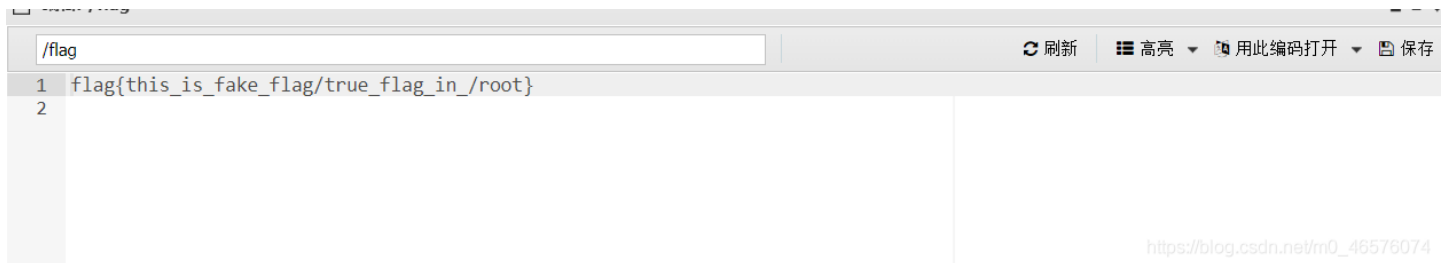 /flag
刷新 高亮 用此编码打开 保存
1 flag{this_is_fake_flag/true_flag_in_/root}
2
https://blog.csdn.net/m0_46576074